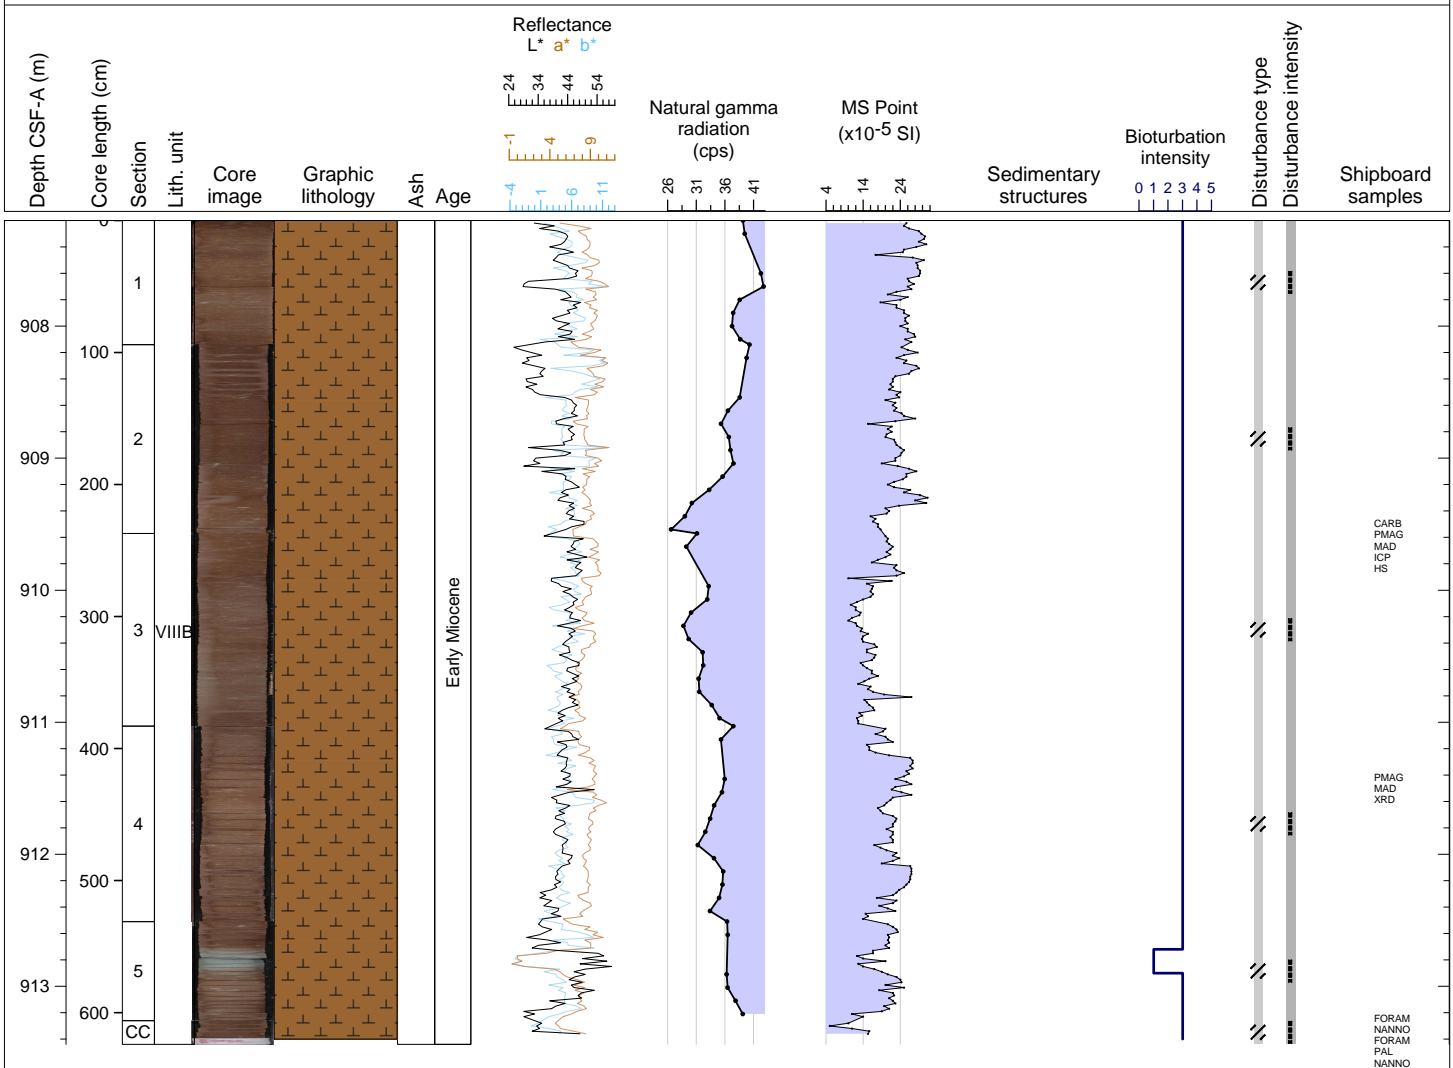 Depth CSF-A (m)
Core length (cm)
Section
Lith. unit
Core
image
Graphic
lithology
Ash
Age
Reflectance
L* a* b*
24 34 44 54
-1 4 9
-4 1 6 11
Natural gamma
radiation
(cps)
26 31 36 41
MS Point
(x10-5 SI)
4 14 24
Sedimentary
structures
Bioturbation
intensity
0 1 2 3 4 5
Disturbance type
Disturbance intensity
Shipboard
samples
0
1
908
100
2
909
200
CARB
PMAG
MAD
ICP
HS
910
300
3
VIIIB
Early Miocene
911
400
PMAG
MAD
XRD
4
912
500
5
913
600
CC
FORAM
NANNO
FORAM
PAL
NANNO